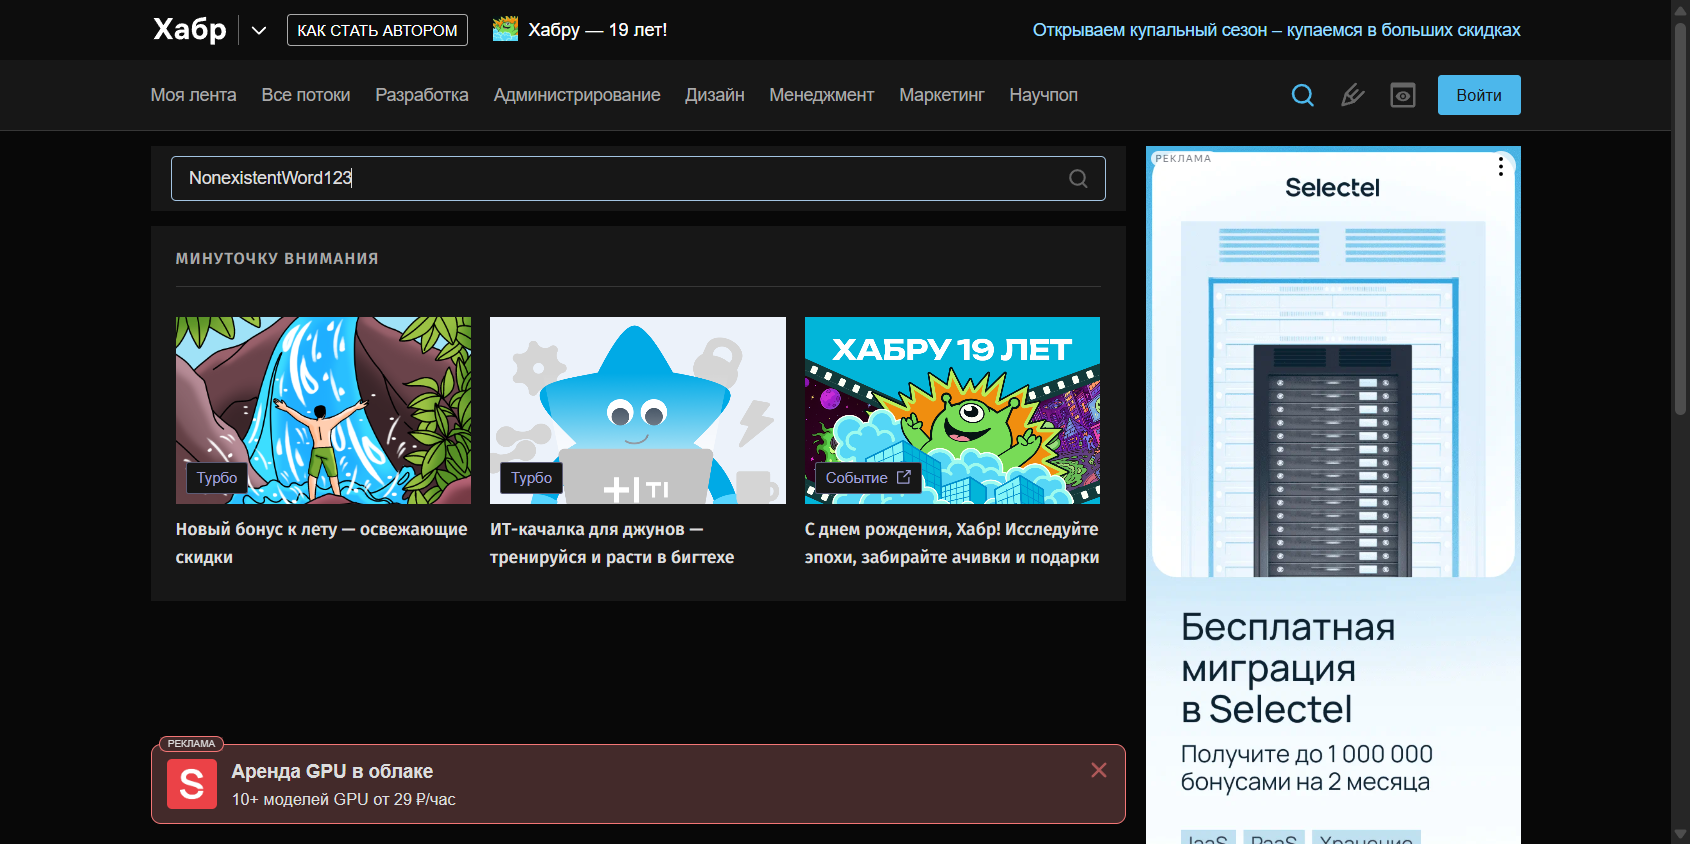 Хабр
КАК СТАТЬ АВТОРОМ
Хабру — 19 лет!
Открываем купальный сезон – купаемся в больших скидках
Моя лента
Все потоки
Разработка
Администрирование
Дизайн
Менеджмент
Маркетинг
Научпоп
Войти
NonexistentWord123
МИНУТОЧКУ ВНИМАНИЯ
Турбо
Новый бонус к лету — освежающие
скидки
Турбо
ИТ-качалка для джунов —
тренируйся и расти в бигтехе
ХАБРУ 19 ЛЕТ
Событие
С днем рождения, Хабр! Исследуйте
эпохи, забирайте ачивки и подарки
РЕКЛАМА
S
Аренда GPU в облаке
10+ моделей GPU от 29 ₽/час
РЕКЛАМА
Selectel
Бесплатная
миграция
в Selectel
Получите до 1 000 000
бонусами на 2 месяца
IaaS
PaaS
Хранение